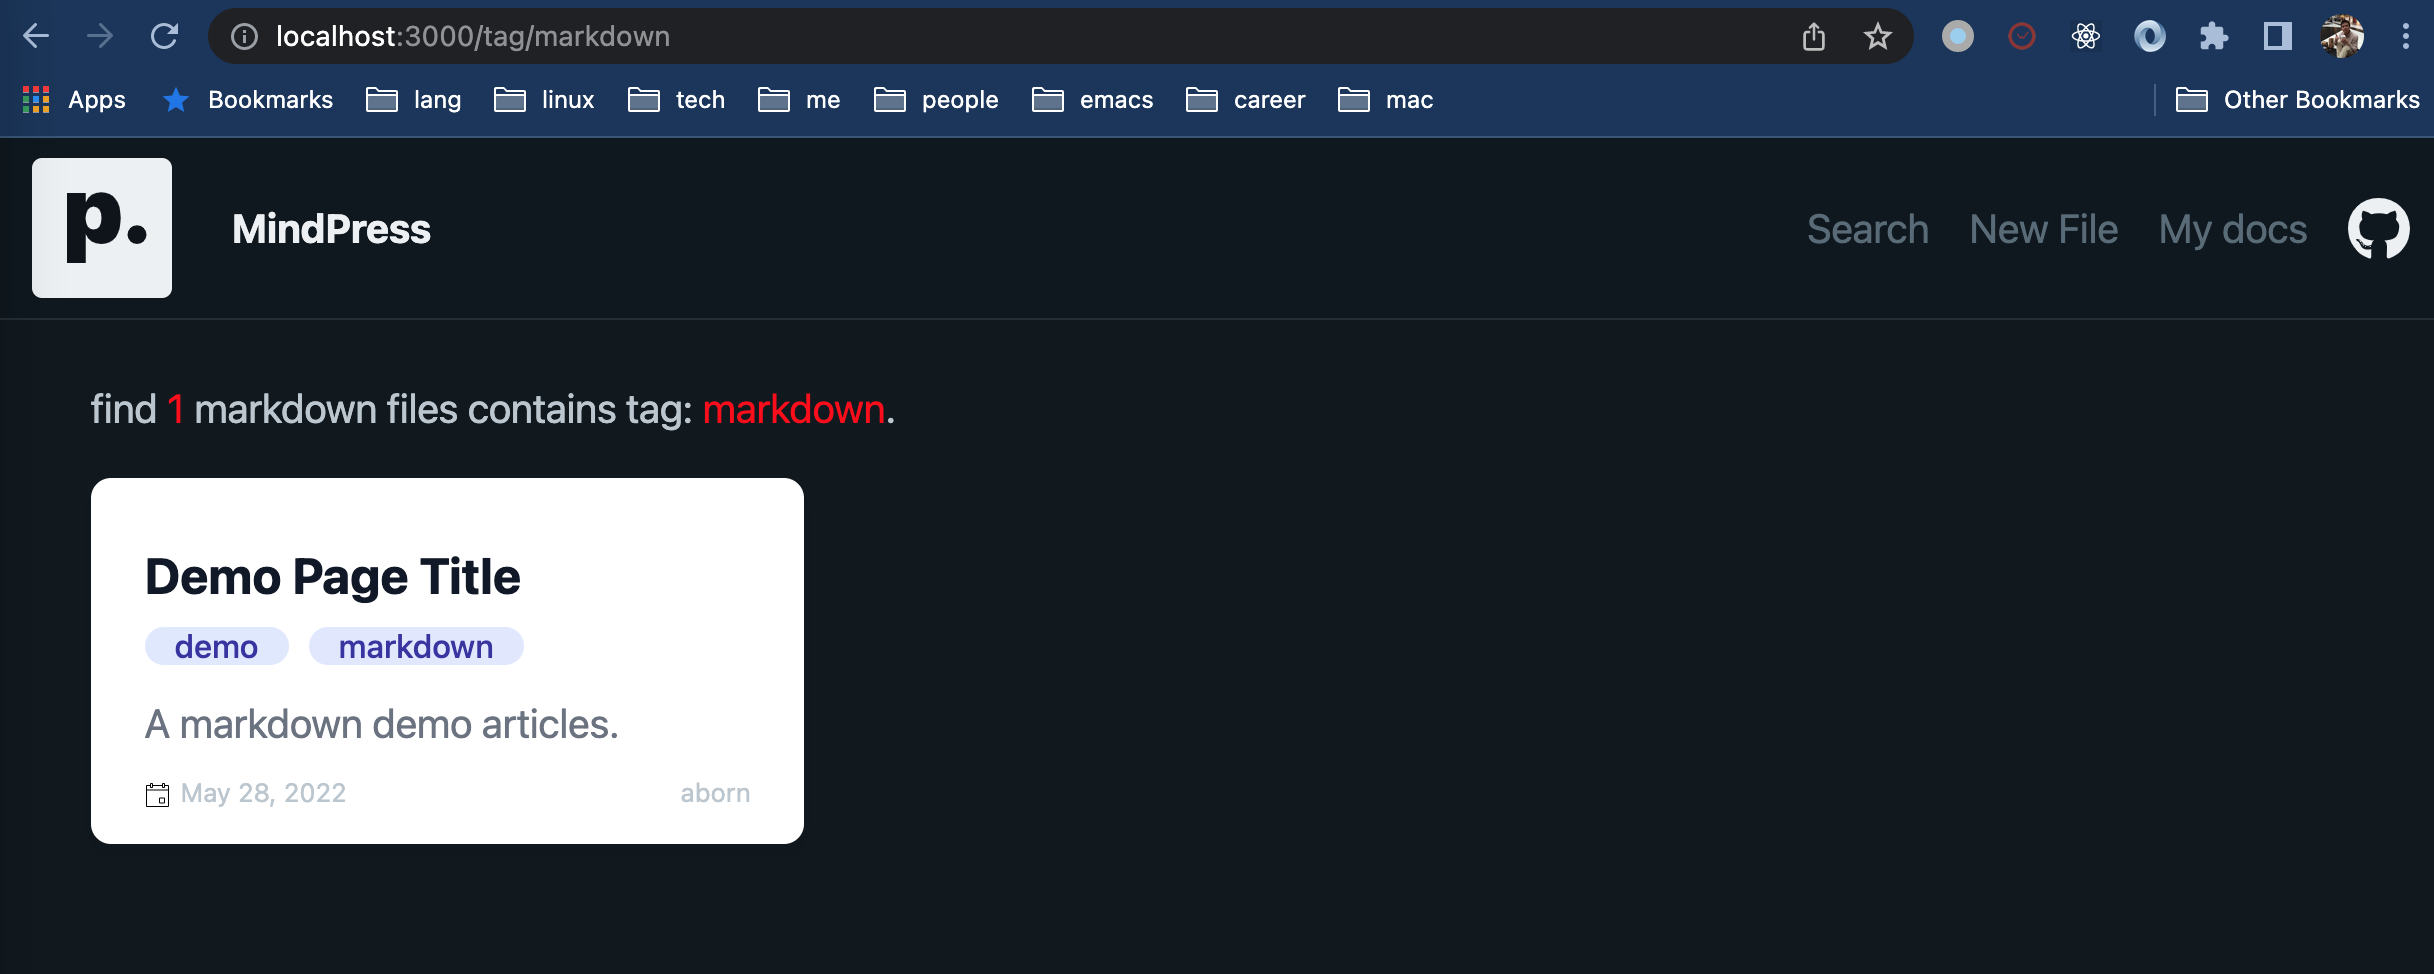 localhost:3000/tag/markdown
Apps Bookmarks lang linux tech me people emacs career mac Other Bookmarks
p. MindPress Search New File My docs
find 1 markdown files contains tag: markdown.
Demo Page Title
demo markdown
A markdown demo articles.
May 28, 2022 aborn